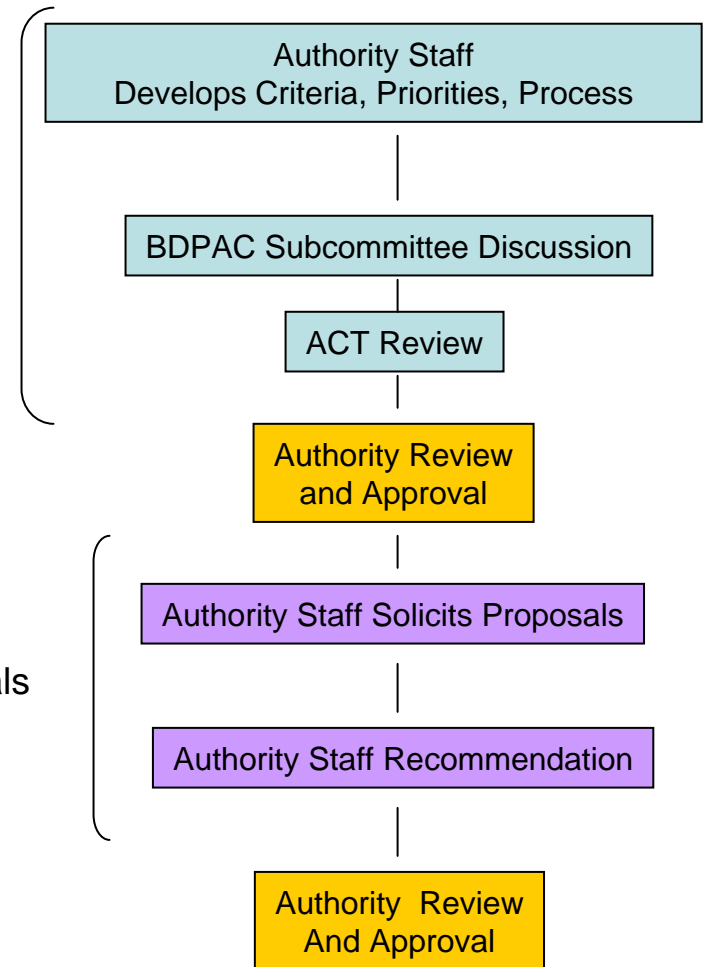 Authority Staff
Develops Criteria, Priorities, Process
BDPAC Subcommittee Discussion
ACT Review
Authority Review
and Approval
Authority Staff Solicits Proposals
Authority Staff Recommendation
Authority Review
And Approval